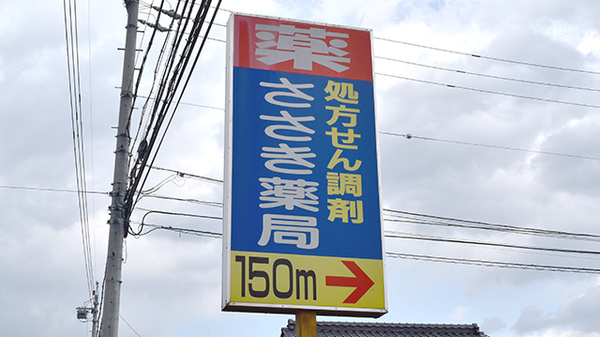 薬
処方せん調剤
ささき薬局
150m→